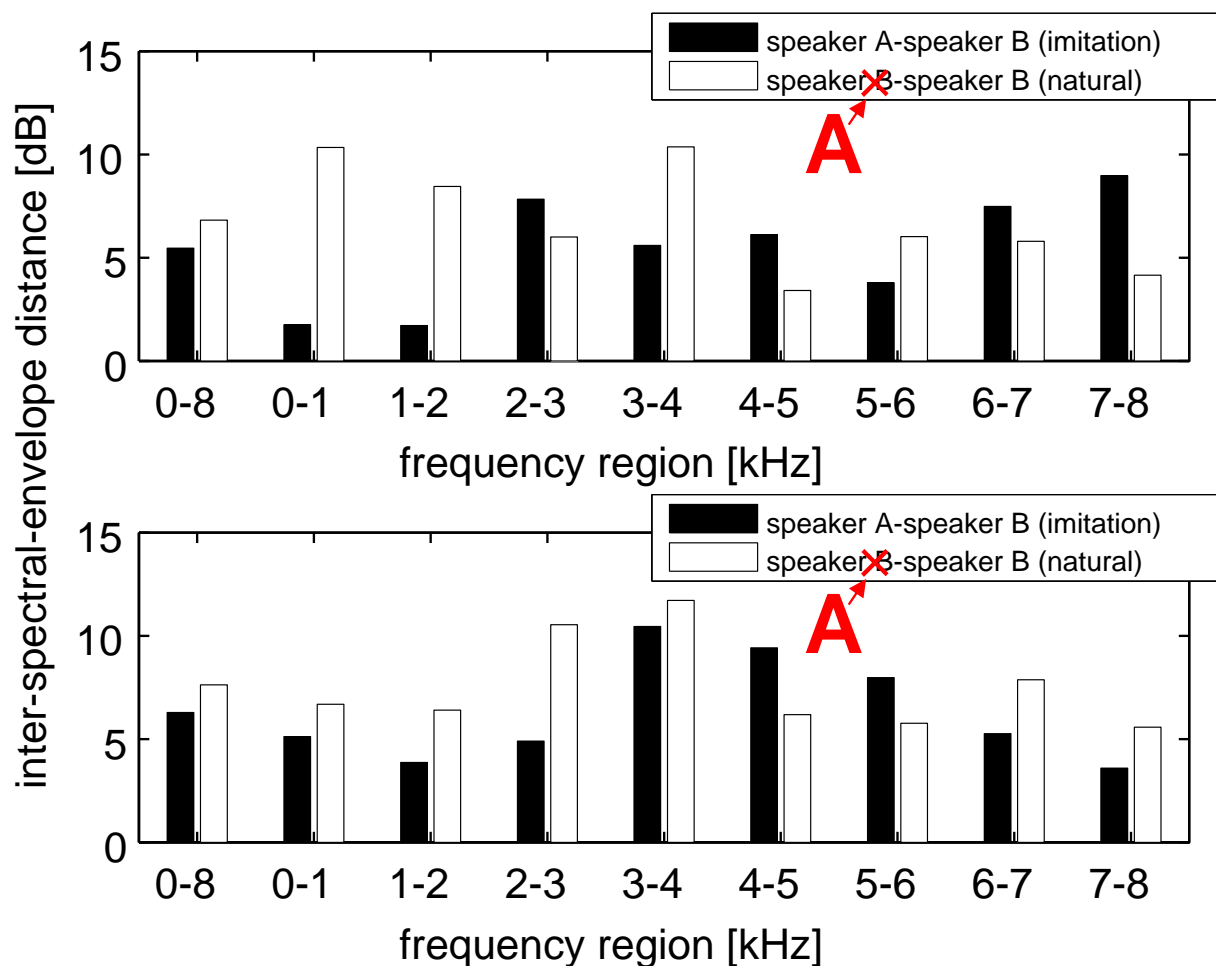 inter-spectral-envelope distance [dB]
speaker A-speaker B (imitation)
speaker B-speaker B (natural)
A
15
10
5
0
0-8 0-1 1-2 2-3 3-4 4-5 5-6 6-7 7-8
frequency region [kHz]
speaker A-speaker B (imitation)
speaker B-speaker B (natural)
A
15
10
5
0
0-8 0-1 1-2 2-3 3-4 4-5 5-6 6-7 7-8
frequency region [kHz]